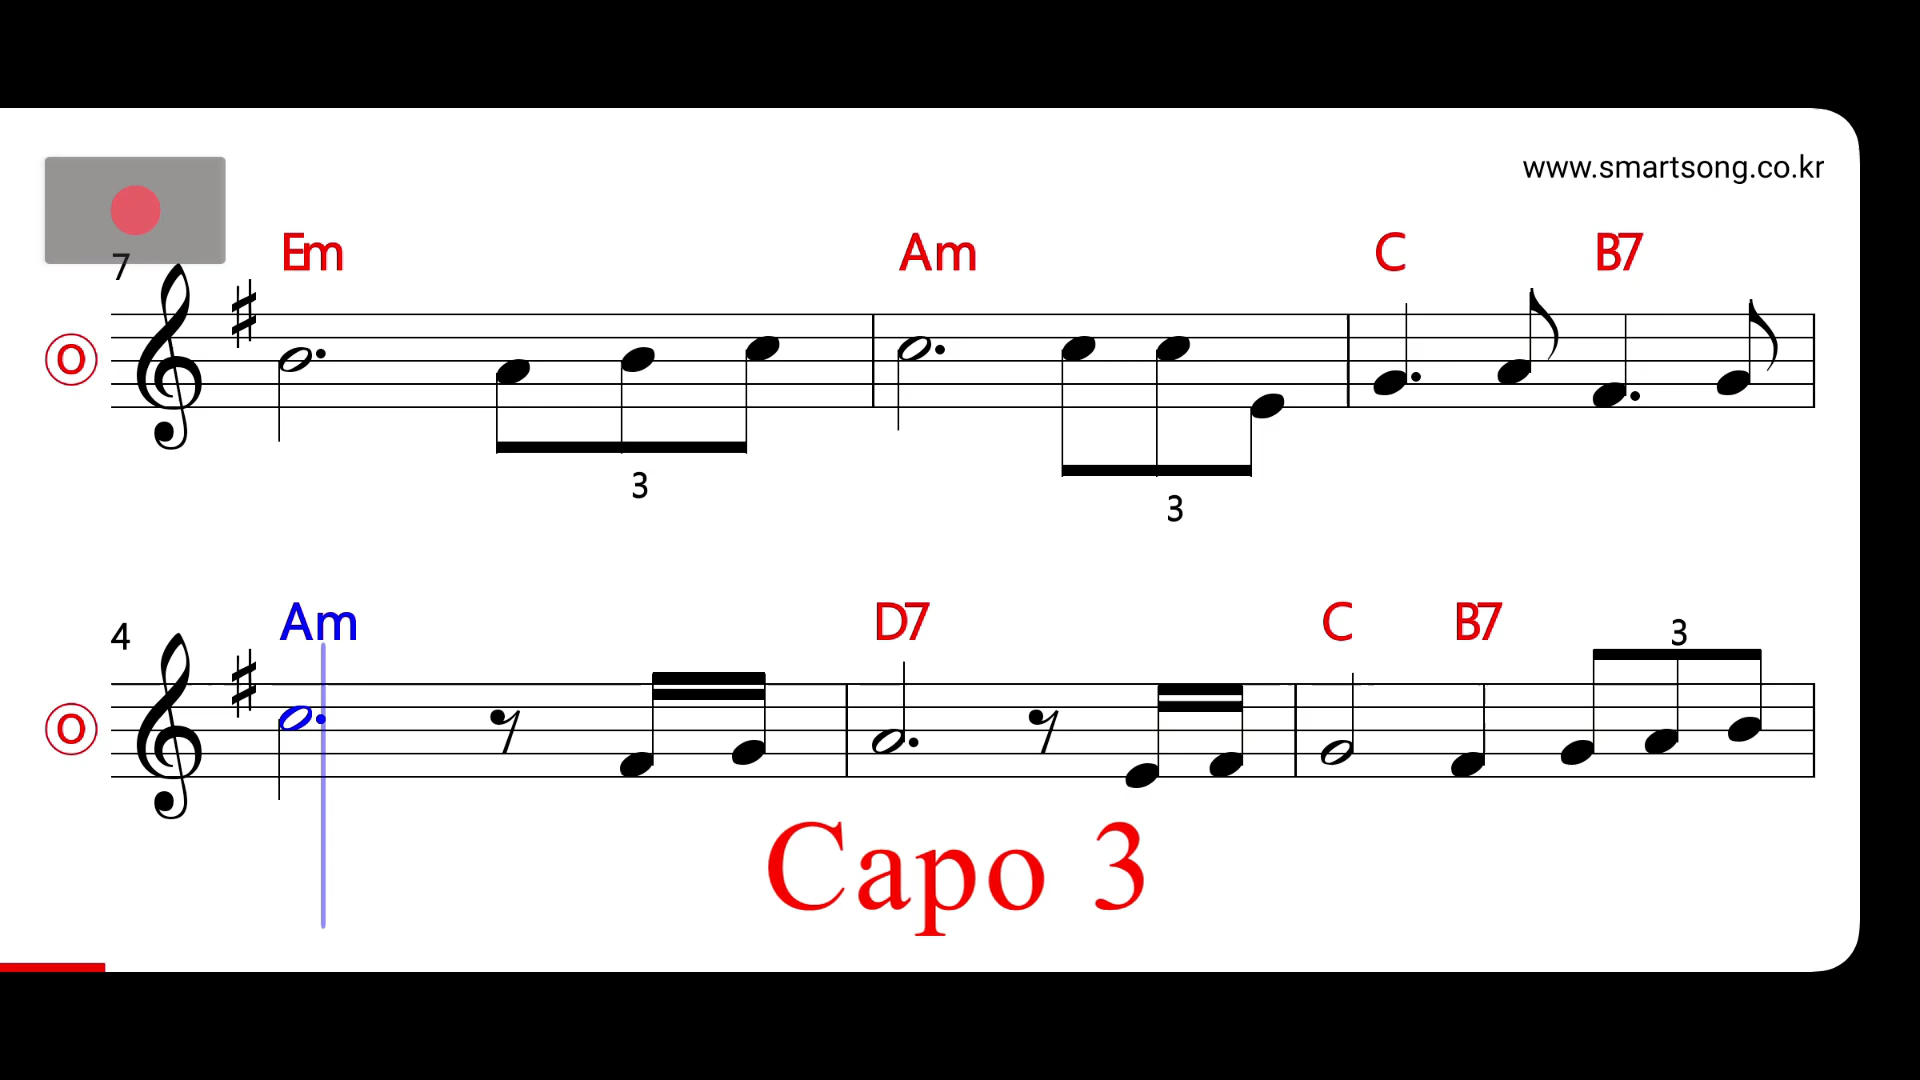 www.smartsong.co.kr
7 Em Am C B7
O
3 3
4 Am D7 C B7 3
O
Capo 3